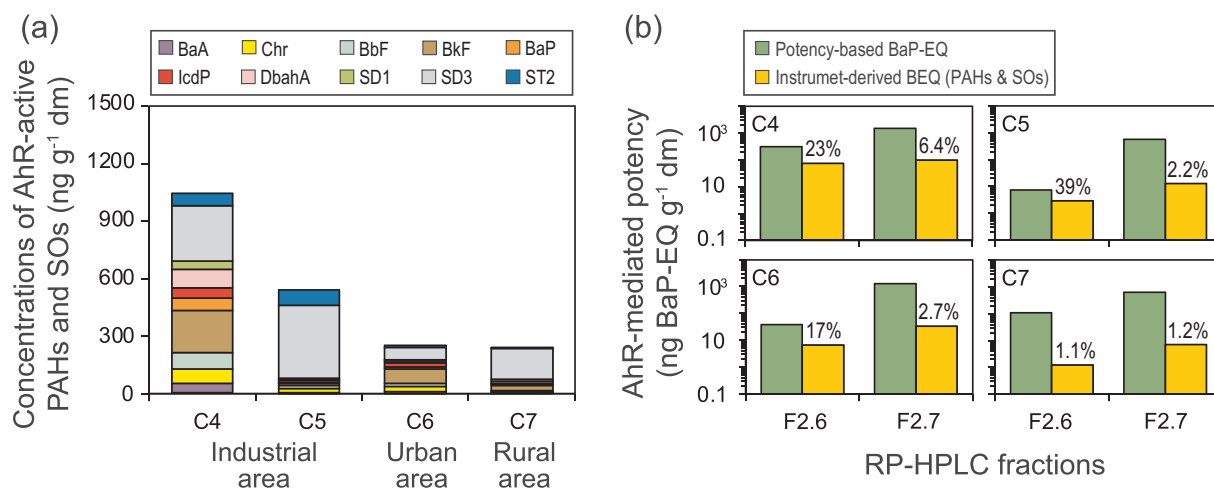 (a)
BaA Chr BbF BkF BaP
IcdP DbahA SD1 SD3 ST2
Concentrations of AhR-active
PAHs and SOs (ng g⁻¹ dm)
1500
1200
900
600
300
0
C4 C5 C6 C7
Industrial area
Urban area
Rural area
(b)
Potency-based BaP-EQ
Instrumet-derived BEQ (PAHs & SOs)
AhR-mediated potency
(ng BaP-EQ g⁻¹ dm)
C4
10³
10
0.1
23%
6.4%
C5
39%
2.2%
C6
10³
10
0.1
17%
2.7%
C7
1.1%
1.2%
F2.6 F2.7 F2.6 F2.7
RP-HPLC fractions